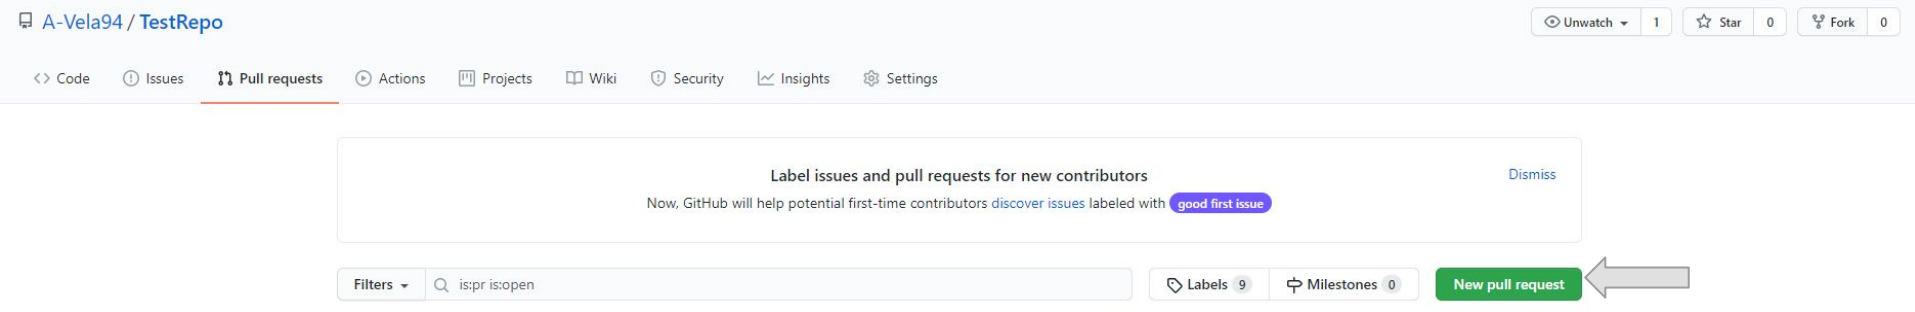 A-Vela94 / TestRepo
Unwatch 1 Star 0 Fork 0
Code Issues Pull requests Actions Projects Wiki Security Insights Settings
Label issues and pull requests for new contributors
Dismiss
Now, GitHub will help potential first-time contributors discover issues labeled with good first issue
Filters is:pr is:open Labels 9 Milestones 0 New pull request